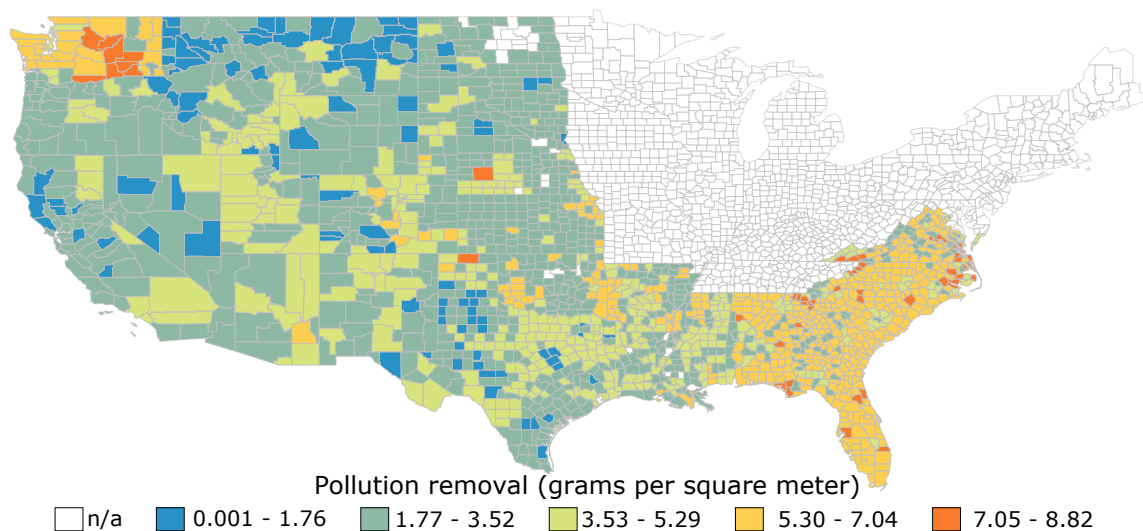 Pollution removal (grams per square meter)
n/a 0.001 - 1.76 1.77 - 3.52 3.53 - 5.29 5.30 - 7.04 7.05 - 8.82